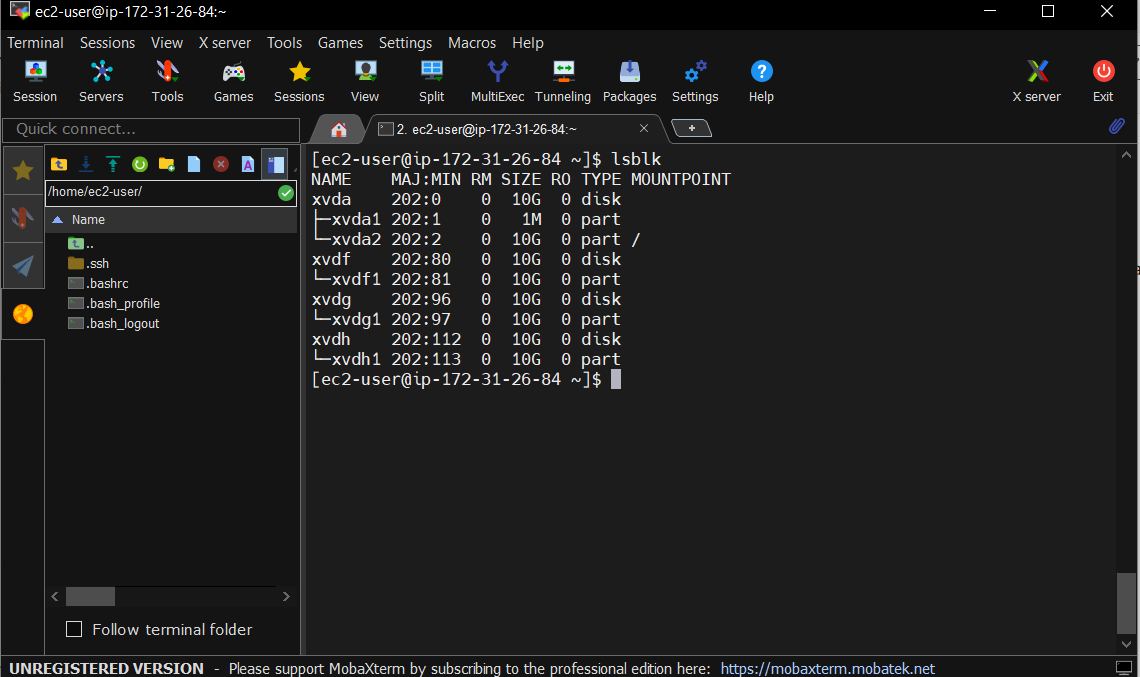 ec2-user@ip-172-31-26-84:~
Terminal Sessions View X server Tools Games Settings Macros Help
Session Servers Tools Games Sessions View Split MultiExec Tunneling Packages Settings Help X server Exit
Quick connect...
2. ec2-user@ip-172-31-26-84:~
/home/ec2-user/
Name
..
.ssh
.bashrc
.bash_profile
.bash_logout
Follow terminal folder
[ec2-user@ip-172-31-26-84 ~]$ lsblk
NAME    MAJ:MIN RM SIZE RO TYPE MOUNTPOINT
xvda    202:0    0  10G  0 disk
├─xvda1 202:1    0   1M  0 part
└─xvda2 202:2    0  10G  0 part /
xvdf    202:80   0  10G  0 disk
└─xvdf1 202:81   0  10G  0 part
xvdg    202:96   0  10G  0 disk
└─xvdg1 202:97   0  10G  0 part
xvdh    202:112  0  10G  0 disk
└─xvdh1 202:113  0  10G  0 part
[ec2-user@ip-172-31-26-84 ~]$
UNREGISTERED VERSION - Please support MobaXterm by subscribing to the professional edition here: https://mobaxterm.mobatek.net